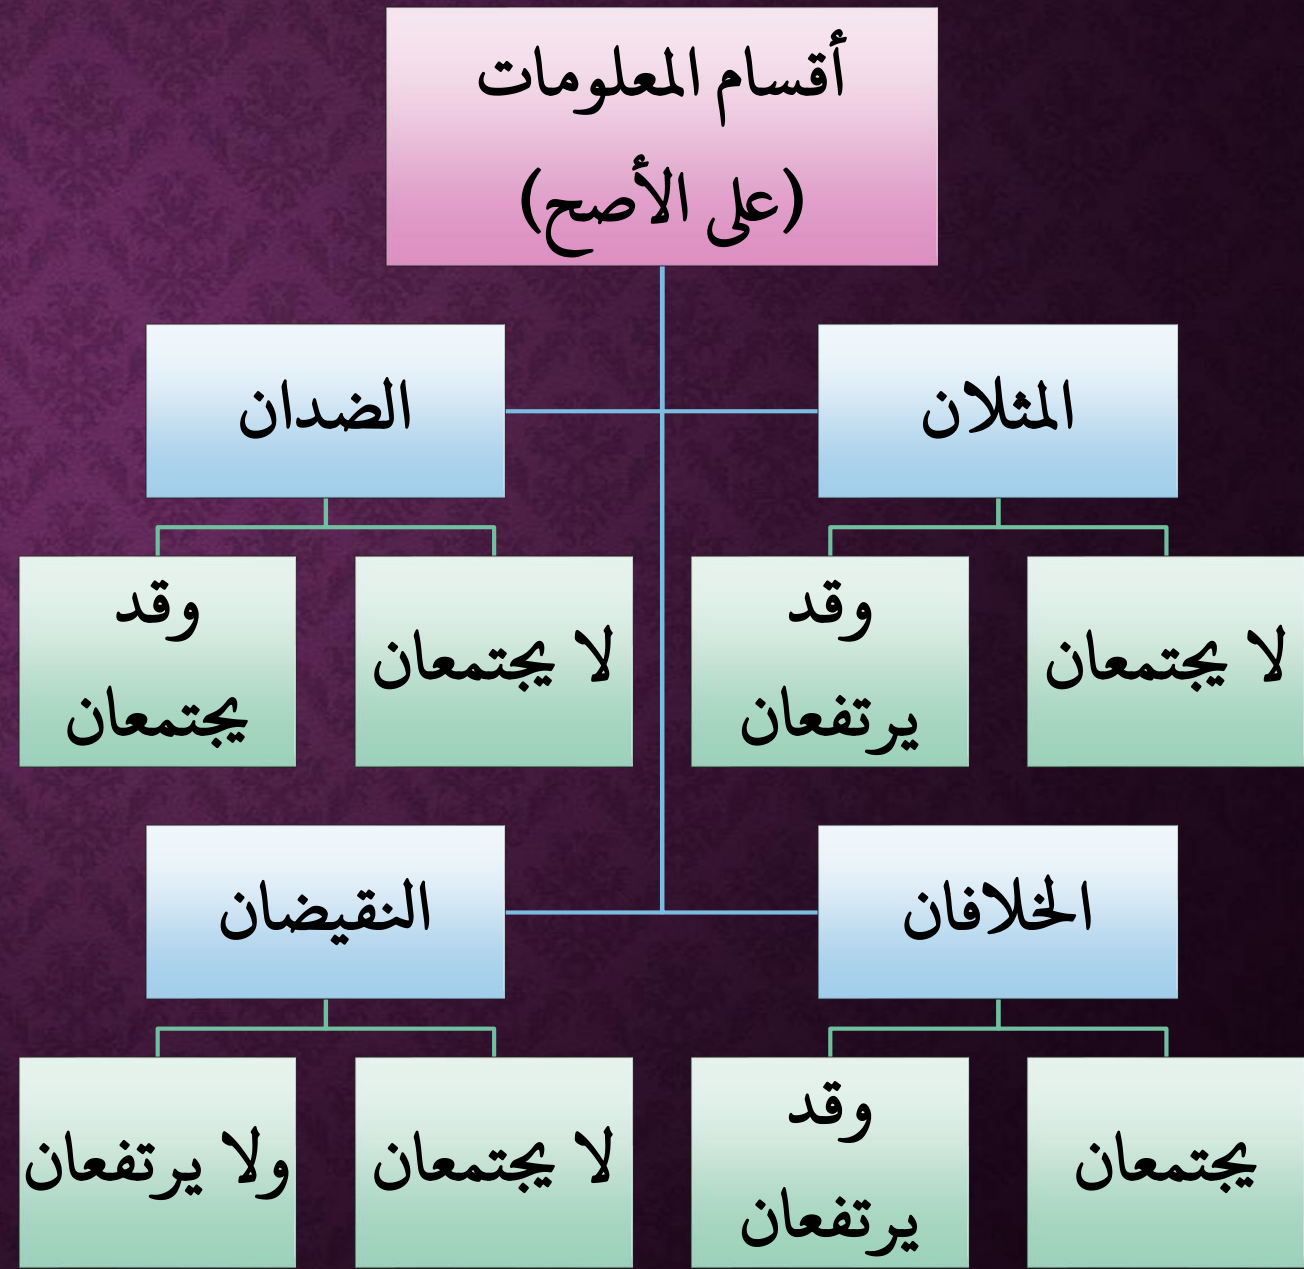 أقسام المعلومات
(على الأصح)
المثلان
الضدان
لا يجتمعان
وقد
يرتفعان
لا يجتمعان
وقد
يجتمعان
الخلافان
النقيضان
يجتمعان
وقد
يرتفعان
لا يجتمعان
ولا يرتفعان